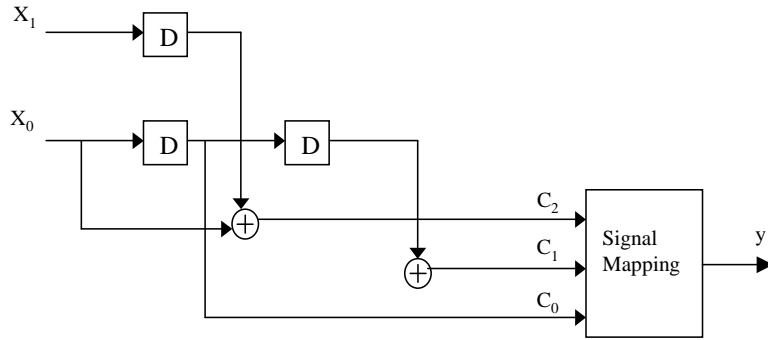 X₁
D
X₀
D
D
C₂
C₁
C₀
Signal
Mapping
y